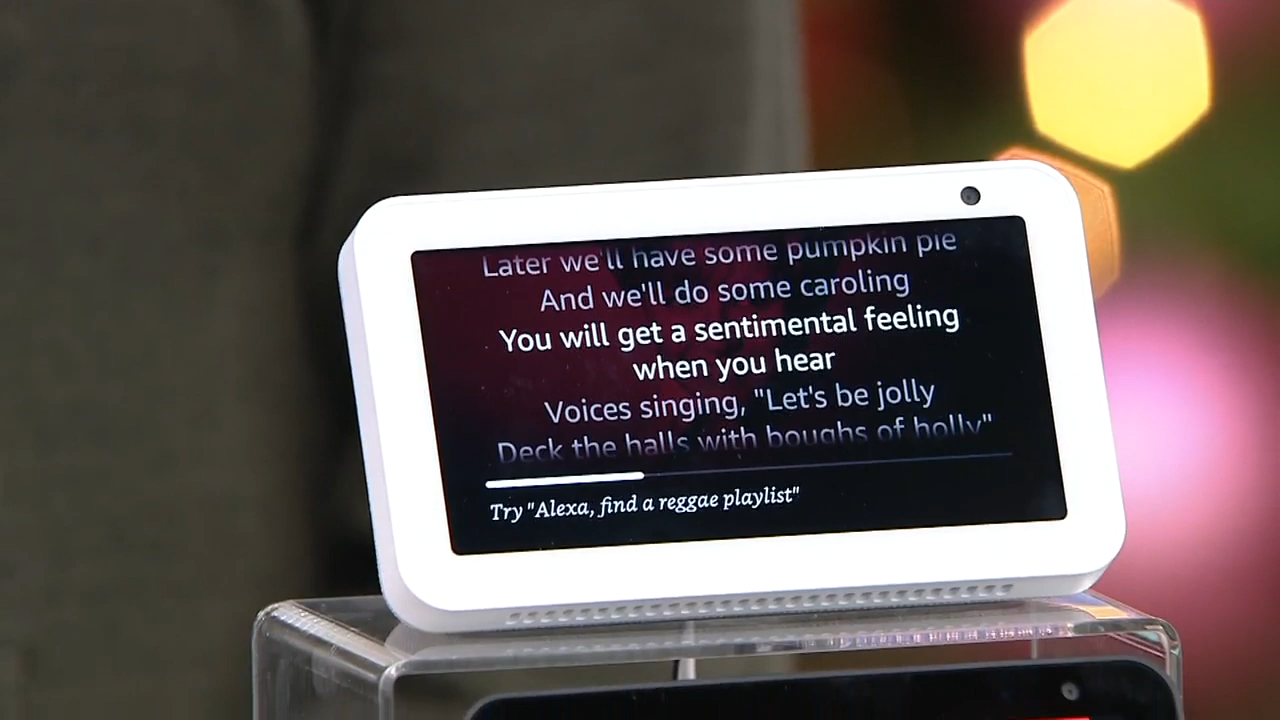 Later we'll have some pumpkin pie
And we'll do some caroling
You will get a sentimental feeling
when you hear
Voices singing, "Let's be jolly
Deck the halls with boughs of holly"
Try "Alexa, find a reggae playlist"